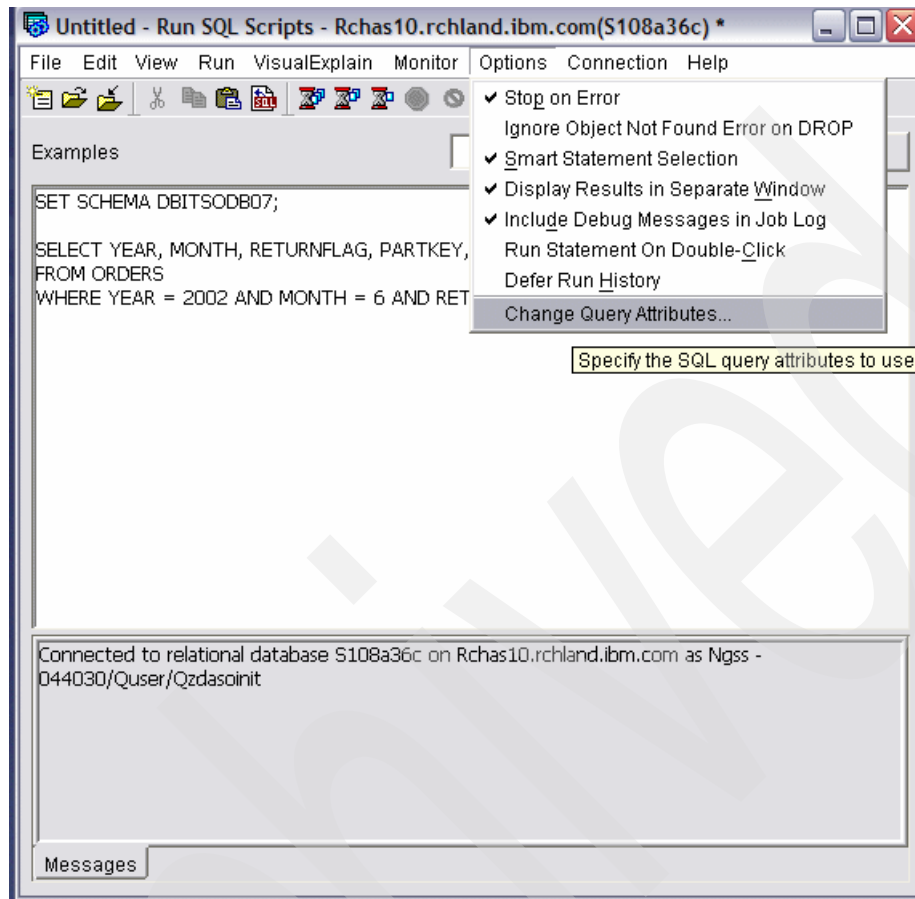 Untitled - Run SQL Scripts - Rchas10.rchland.ibm.com(S108a36c) *
File Edit View Run VisualExplain Monitor Options Connection Help
Stop on Error
Ignore Object Not Found Error on DROP
Examples
Smart Statement Selection
Display Results in Separate Window
SET SCHEMA DBITSODB07;
Include Debug Messages in Job Log
SELECT YEAR, MONTH, RETURNFLAG, PARTKEY,
Run Statement On Double-Click
FROM ORDERS
Defer Run History
WHERE YEAR = 2002 AND MONTH = 6 AND RET
Change Query Attributes...
Specify the SQL query attributes to use
Connected to relational database S108a36c on Rchas10.rchland.ibm.com as Ngss -
044030/Quser/Qzdasoinit
Messages